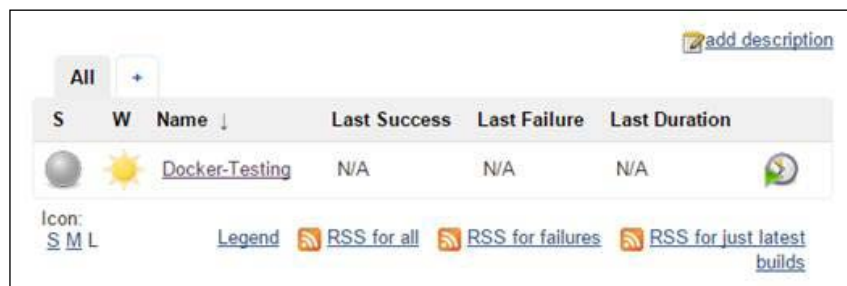 add description
All +
S W Name ↓ Last Success Last Failure Last Duration
Docker-Testing N/A N/A N/A
Icon:
S M L Legend RSS for all RSS for failures RSS for just latest
builds